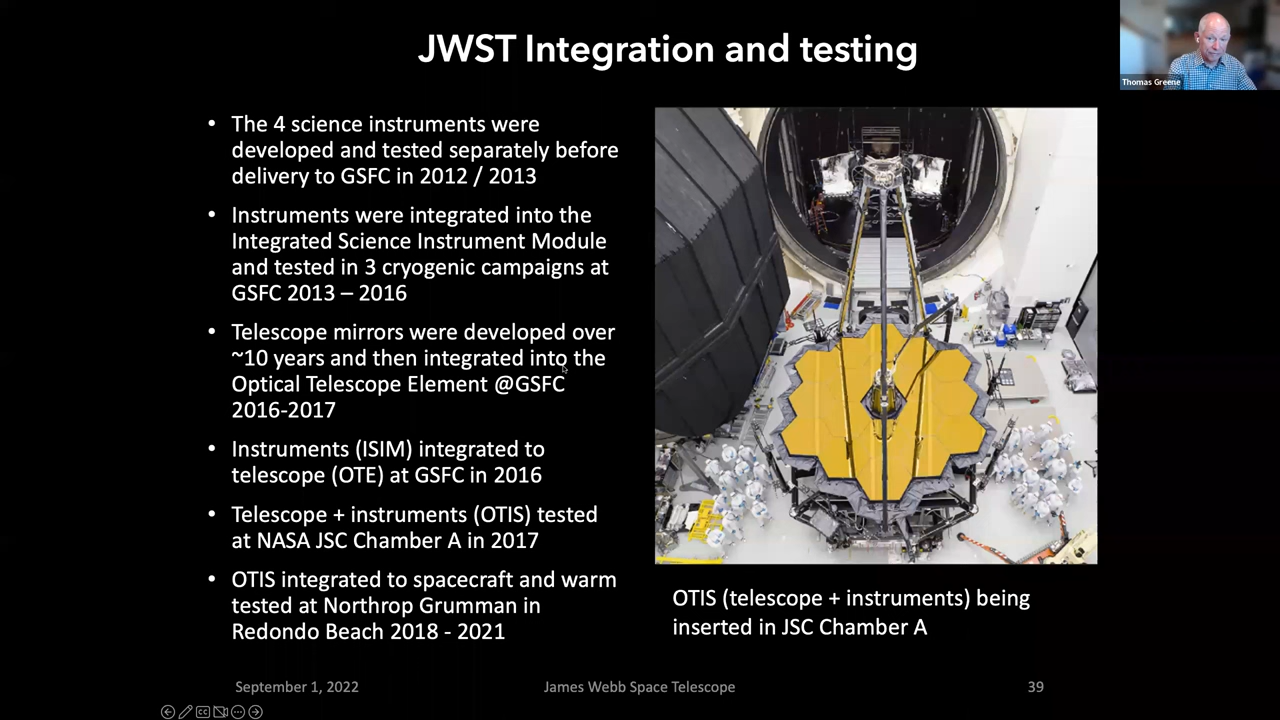 JWST Integration and testing
Thomas Greene
• The 4 science instruments were
developed and tested separately before
delivery to GSFC in 2012 / 2013
• Instruments were integrated into the
Integrated Science Instrument Module
and tested in 3 cryogenic campaigns at
GSFC 2013 – 2016
• Telescope mirrors were developed over
~10 years and then integrated into the
Optical Telescope Element @GSFC
2016-2017
• Instruments (ISIM) integrated to
telescope (OTE) at GSFC in 2016
• Telescope + instruments (OTIS) tested
at NASA JSC Chamber A in 2017
• OTIS integrated to spacecraft and warm
tested at Northrop Grumman in
Redondo Beach 2018 - 2021
OTIS (telescope + instruments) being
inserted in JSC Chamber A
September 1, 2022
James Webb Space Telescope
39